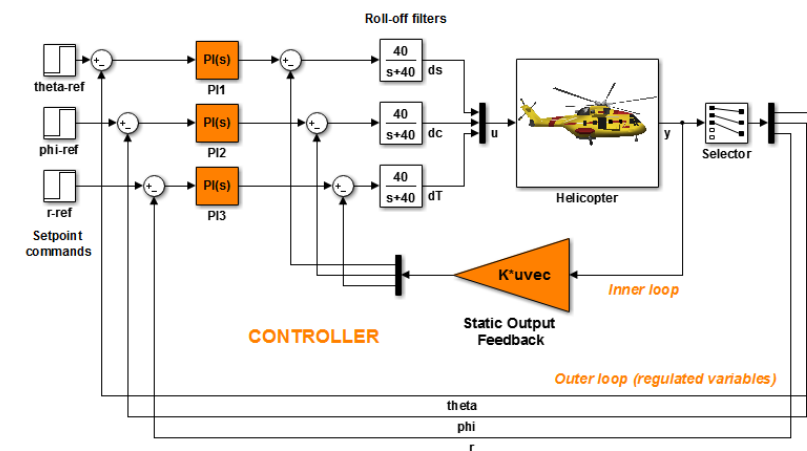 Roll-off filters
theta-ref
+
-
PI(s)
PI1
+
-
40
s+40
ds
phi-ref
+
-
PI(s)
PI2
+
-
40
s+40
dc
r-ref
+
-
PI(s)
PI3
+
-
40
s+40
dT
u
Helicopter
y
Selector
Setpoint
commands
K*uvec
Static Output
Feedback
Inner loop
CONTROLLER
Outer loop (regulated variables)
theta
phi
r